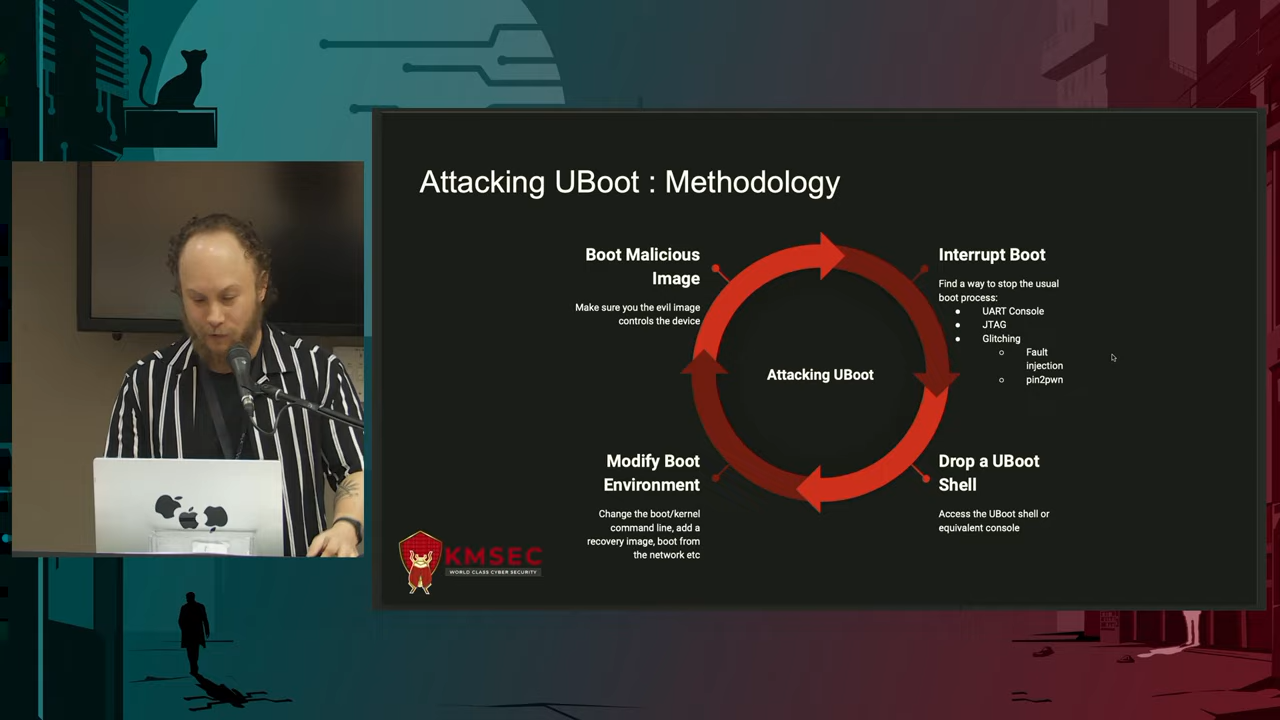 Attacking UBoot : Methodology
Boot Malicious
Image
Make sure you the evil image
controls the device
Interrupt Boot
Find a way to stop the usual
boot process:
● UART Console
● JTAG
● Glitching
○ Fault
injection
○ pin2pwn
Attacking UBoot
Modify Boot
Environment
Change the boot/kernel
command line, add a
recovery image, boot from
the network etc
Drop a UBoot
Shell
Access the UBoot shell or
equivalent console
KMSEC
WORLD CLASS CYBER SECURITY